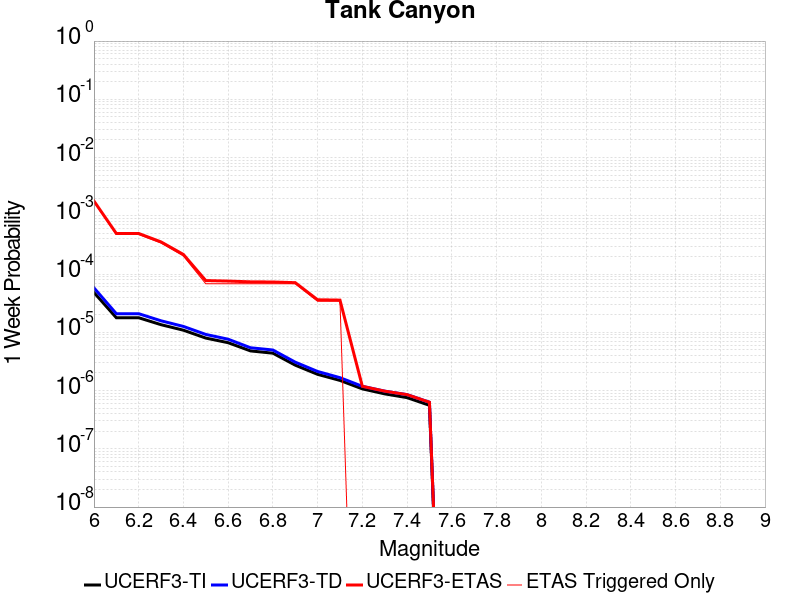 Tank Canyon
10 0
10 -1
10 -2
10 -3
10 -4
10 -5
10 -6
10 -7
10 -8
1 Week Probability
6 6.2 6.4 6.6 6.8 7 7.2 7.4 7.6 7.8 8 8.2 8.4 8.6 8.8 9
Magnitude
UCERF3-TI UCERF3-TD UCERF3-ETAS ETAS Triggered Only